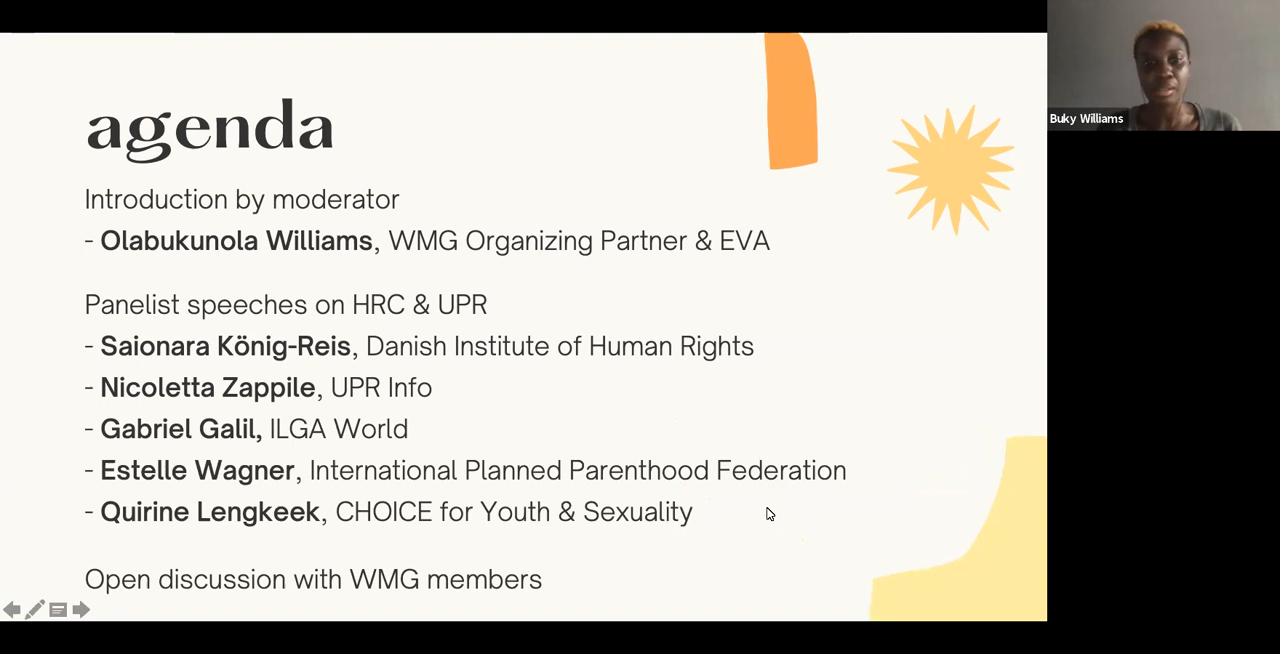 agenda
Introduction by moderator
- Olabukunola Williams, WMG Organizing Partner & EVA
Panelist speeches on HRC & UPR
- Saionara König-Reis, Danish Institute of Human Rights
- Nicoletta Zappile, UPR Info
- Gabriel Galil, ILGA World
- Estelle Wagner, International Planned Parenthood Federation
- Quirine Lengkeek, CHOICE for Youth & Sexuality
Open discussion with WMG members
Buky Williams